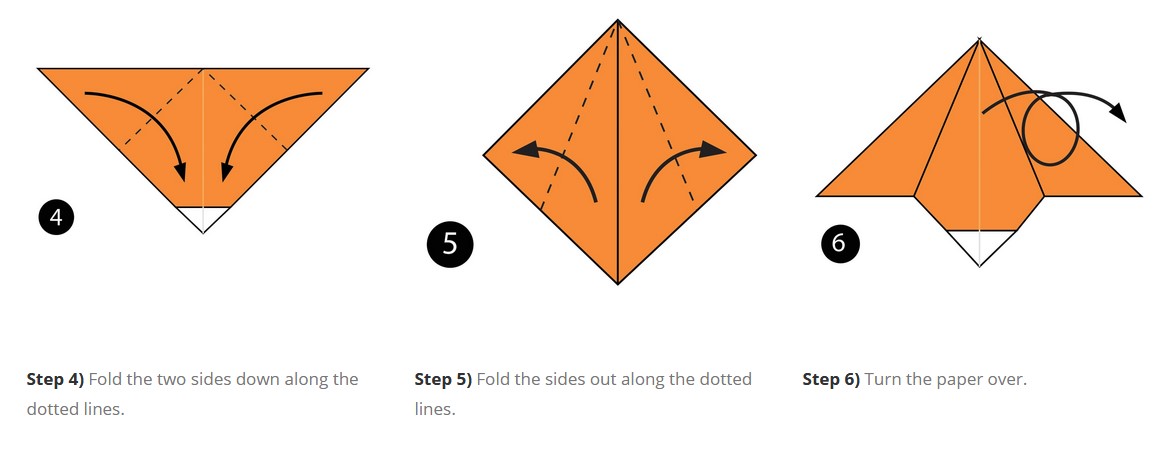 4
5
6
Step 4) Fold the two sides down along the
dotted lines.
Step 5) Fold the sides out along the dotted
lines.
Step 6) Turn the paper over.